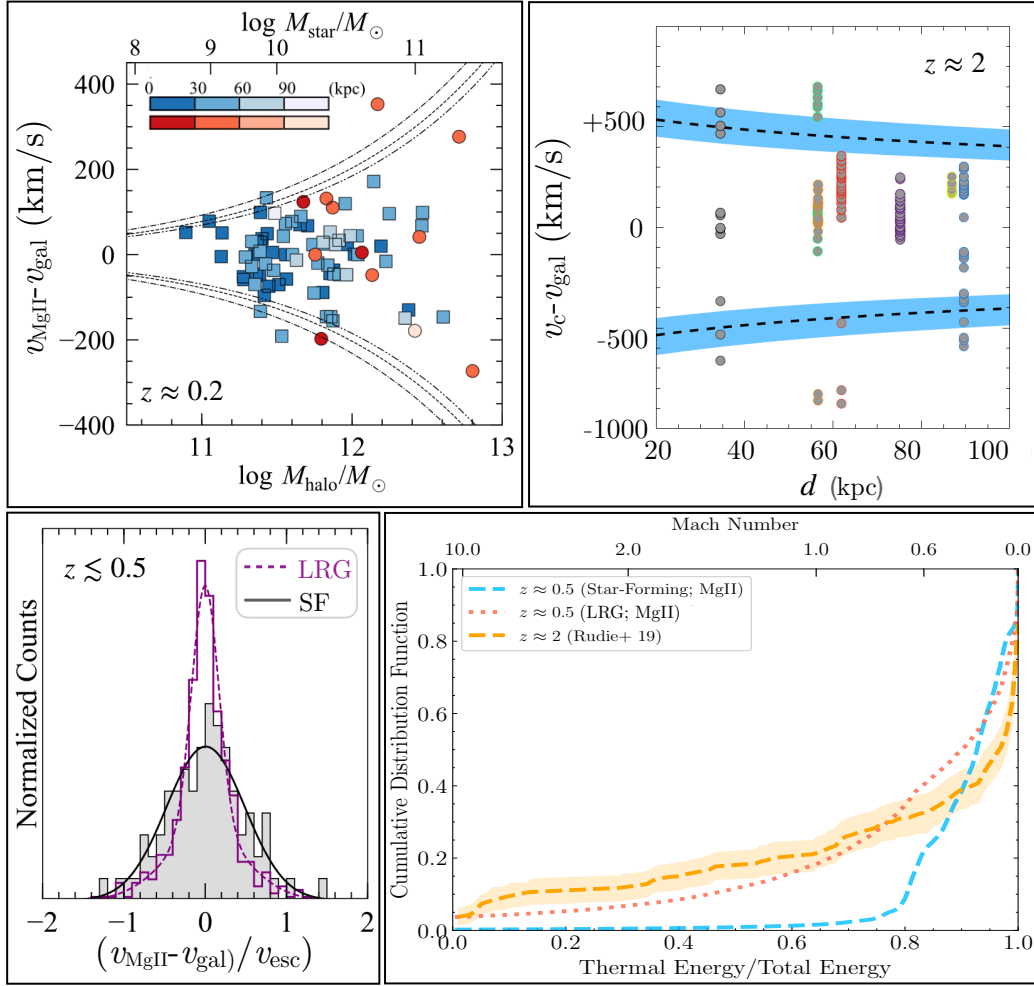 log M_star/M_⊙
8 9 10 11
400
200
0
−200
−400
v_MgII-v_gal (km/s)
0 30 60 90 (kpc)
z ≈ 0.2
11 12 13
log M_halo/M_⊙
z ≈ 2
+500
0
-500
-1000
v_C-v_gal (km/s)
20 40 60 80 100
d (kpc)
z ≲ 0.5
LRG
SF
Normalized Counts
−2 −1 0 1 2
(v_MgII-v_gal)/v_esc
Mach Number
10.0 2.0 1.0 0.6 0.0
1.0
0.8
0.6
0.4
0.2
0.0
Cumulative Distribution Function
z ≈ 0.5 (Star-Forming; MgII)
z ≈ 0.5 (LRG; MgII)
z ≈ 2 (Rudie+ 19)
0.0 0.2 0.4 0.6 0.8 1.0
Thermal Energy/Total Energy